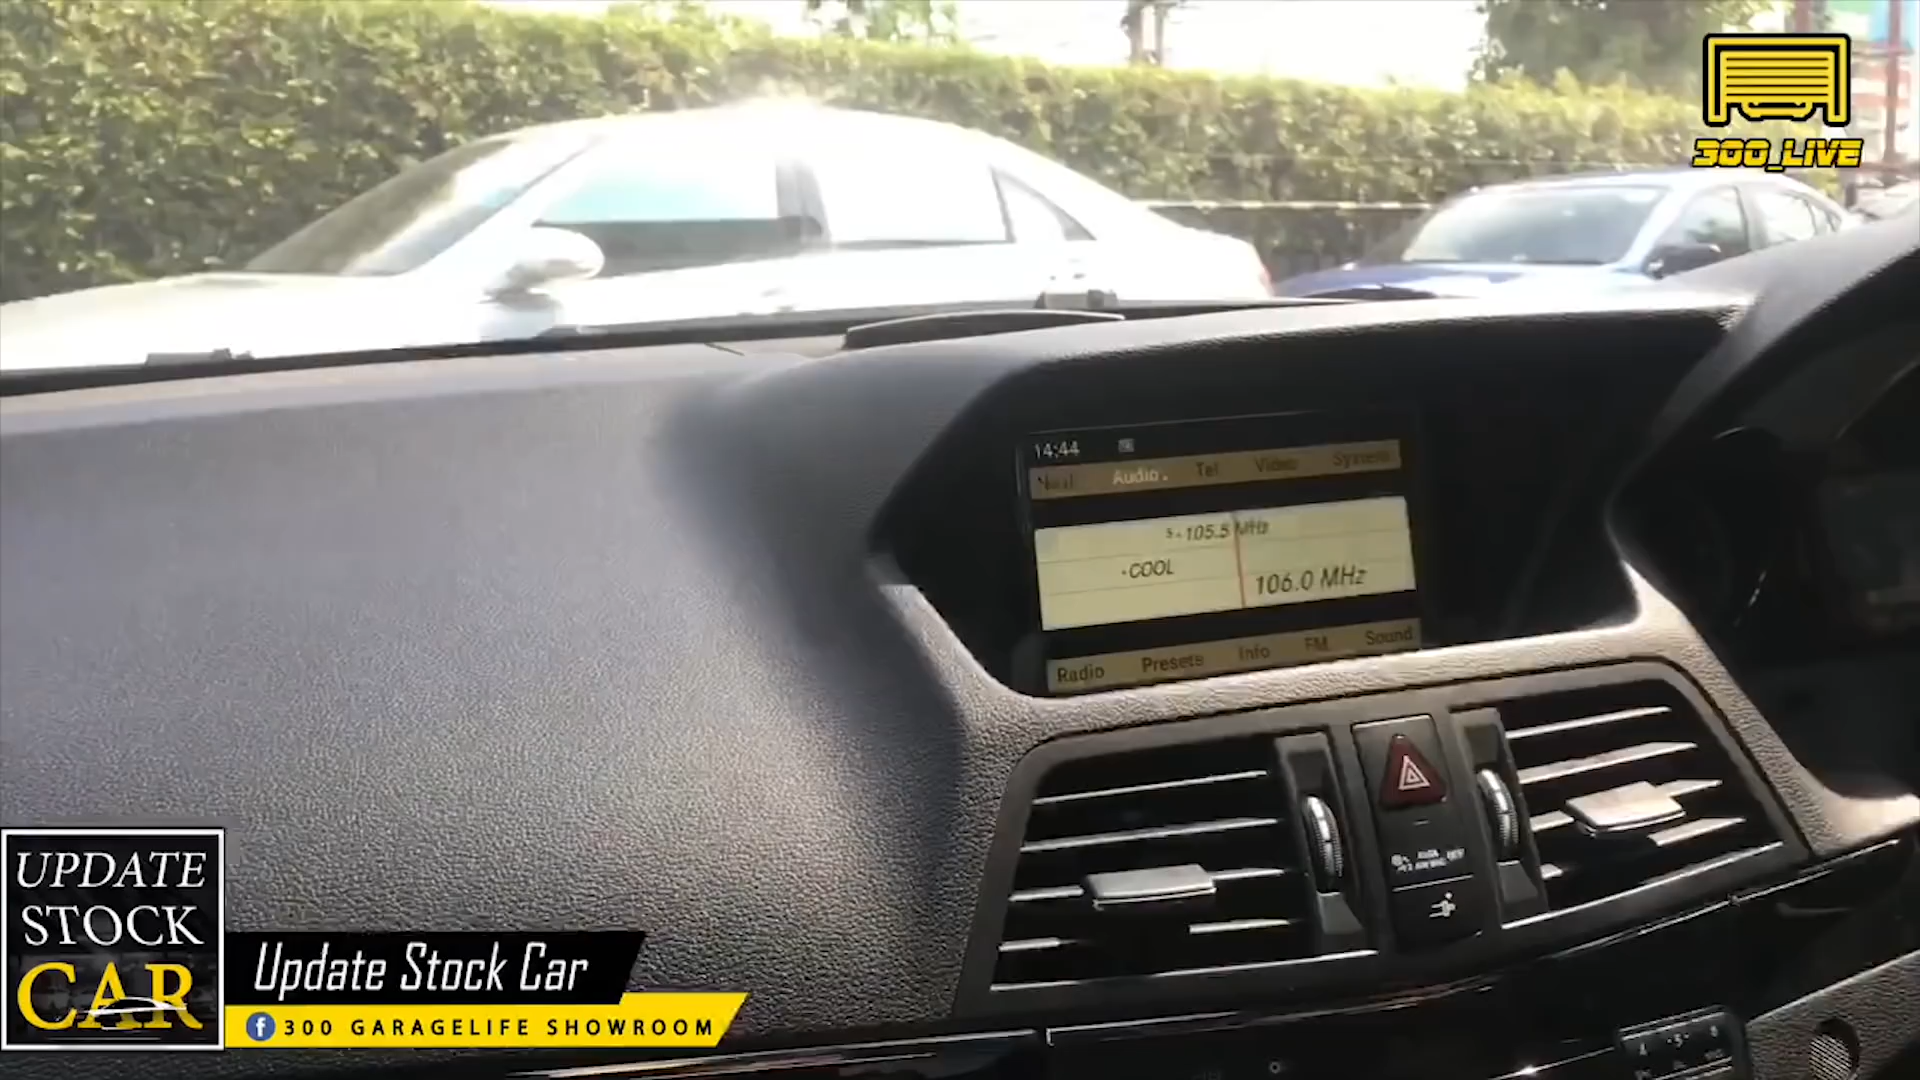 300_LIVE
14:44
Navi Audio Tel Video System
105.5 MHz
COOL
106.0 MHz
Radio Presets Info FM Sound
UPDATE
STOCK
CAR
Update Stock Car
300 GARAGELIFE SHOWROOM